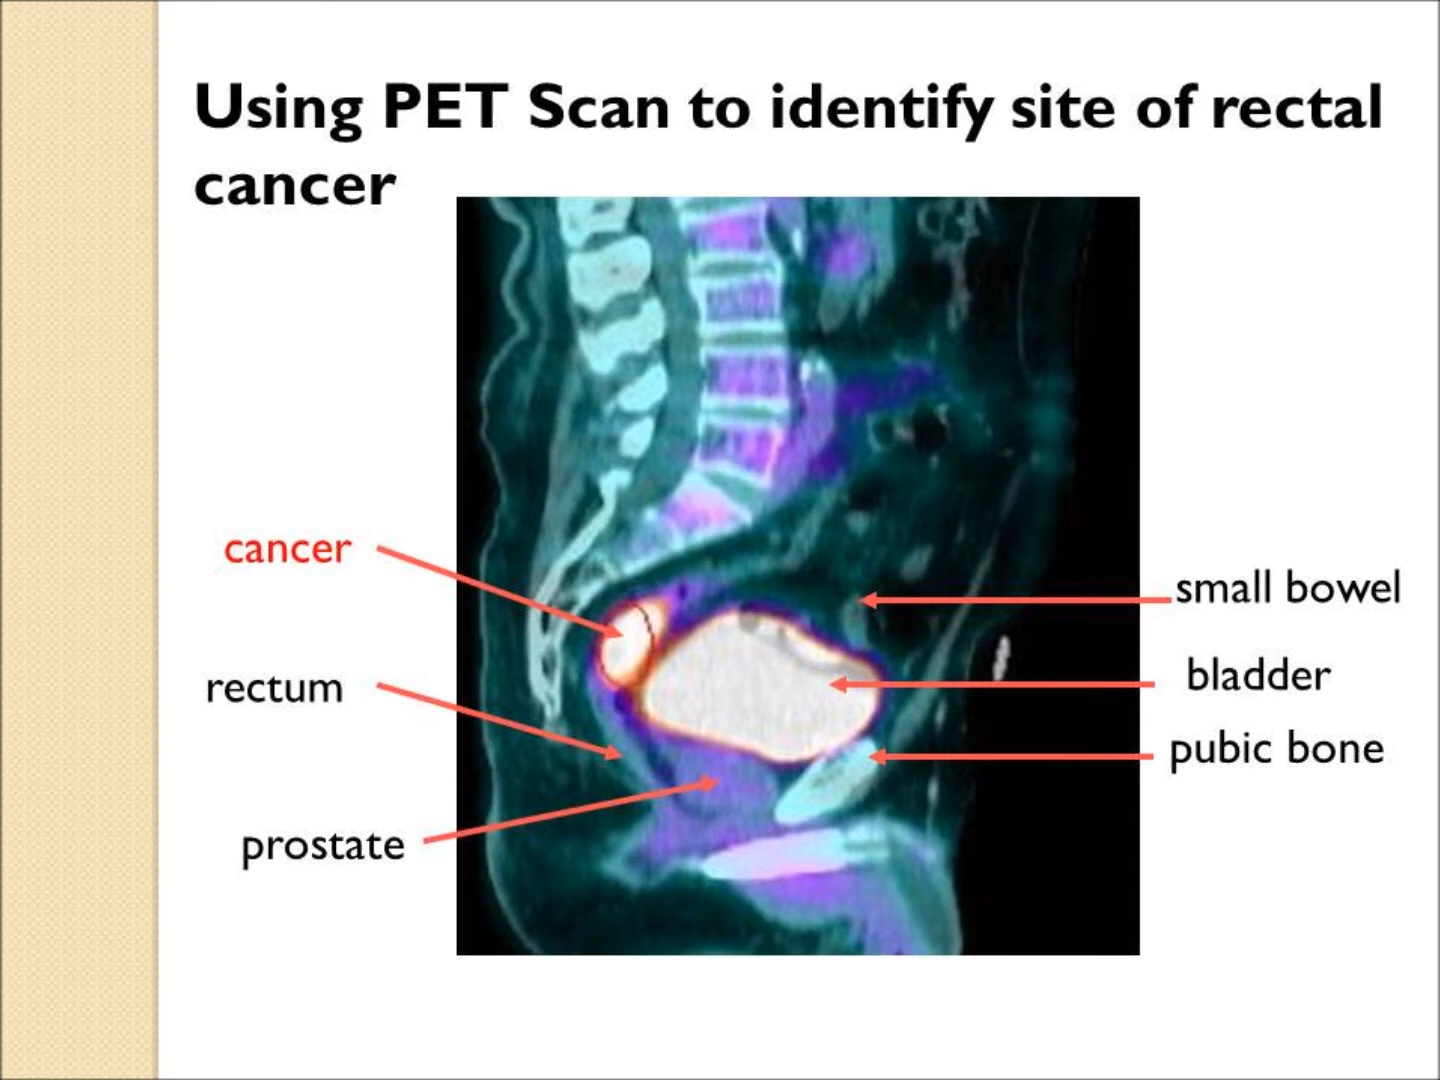 Using PET Scan to identify site of rectal
cancer
cancer
rectum
prostate
small bowel
bladder
pubic bone